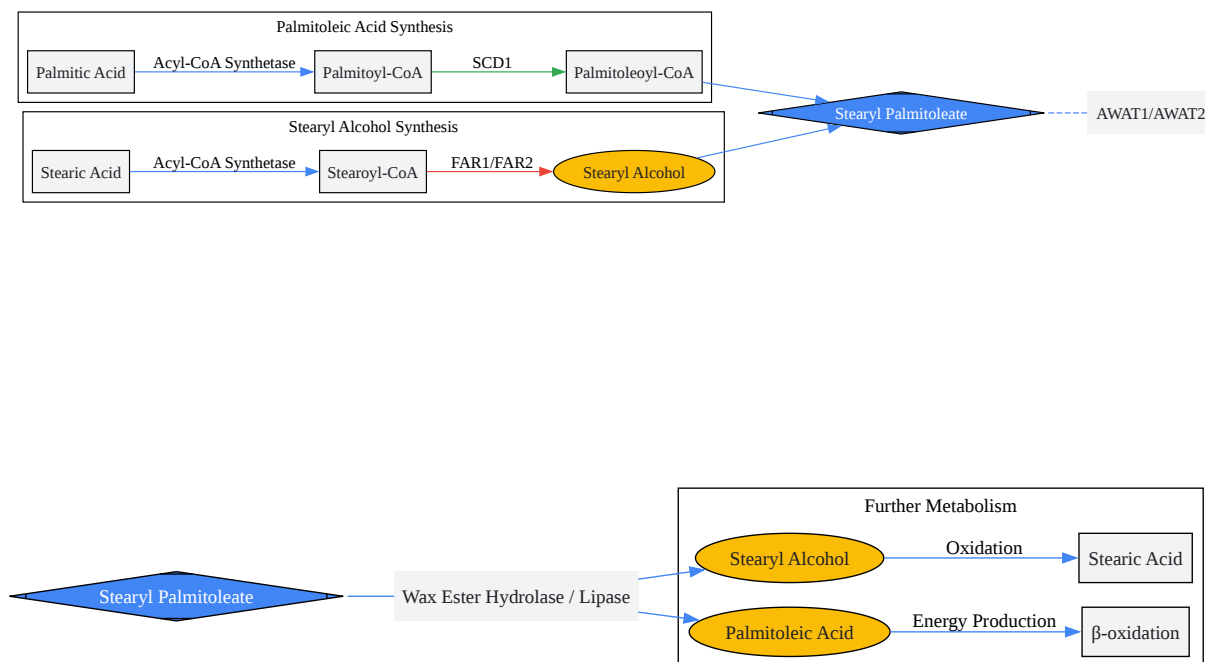 Palmitoleic Acid Synthesis
Palmitic Acid
Acyl-CoA Synthetase
Palmitoyl-CoA
SCD1
Palmitoleoyl-CoA
Stearyl Palmitoleate
AWAT1/AWAT2
Stearyl Alcohol Synthesis
Stearic Acid
Acyl-CoA Synthetase
Stearoyl-CoA
FAR1/FAR2
Stearyl Alcohol
Further Metabolism
Stearyl Alcohol
Oxidation
Stearic Acid
Stearyl Palmitoleate
Wax Ester Hydrolase / Lipase
Palmitoleic Acid
Energy Production
β-oxidation